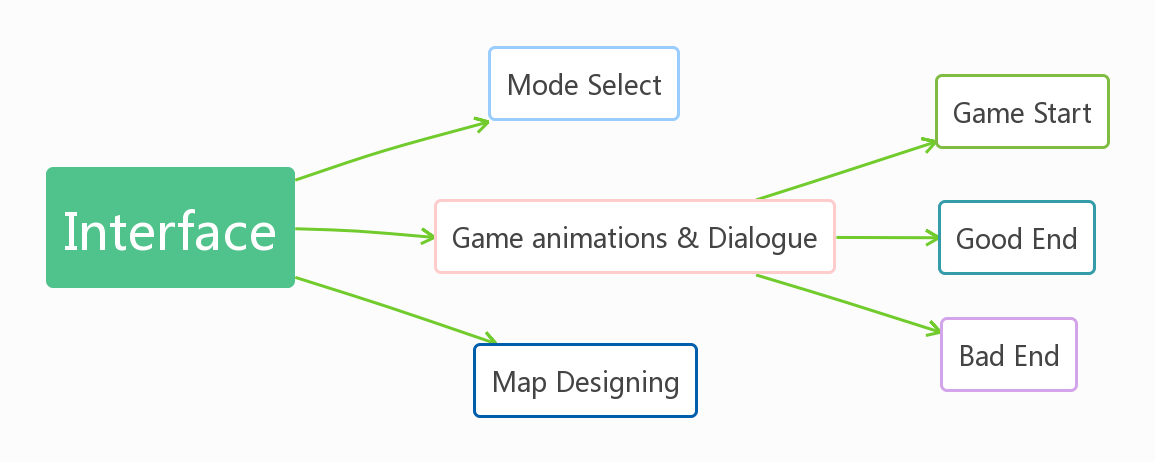 Interface
Mode Select
Game animations & Dialogue
Map Designing
Game Start
Good End
Bad End